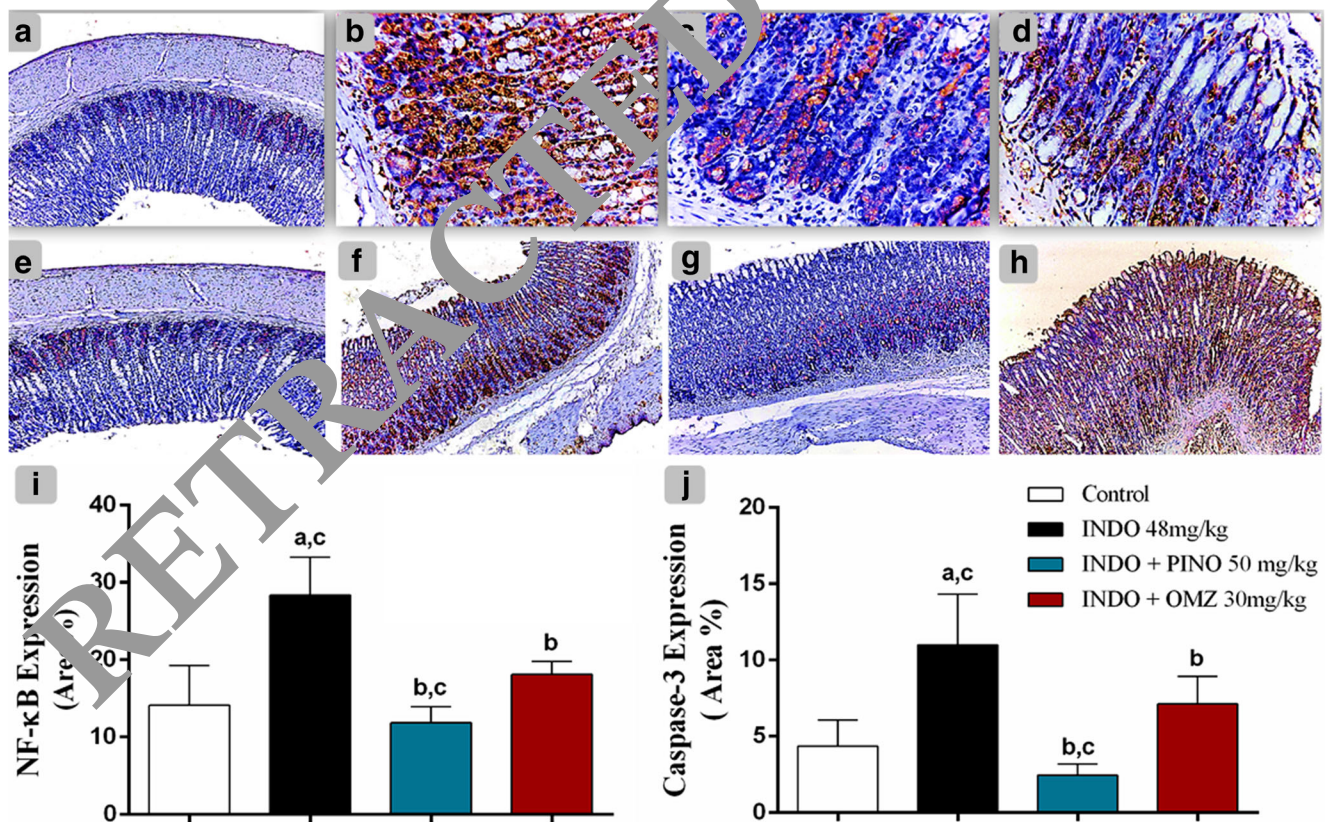 a
b
c
d
e
f
g
h
RETRACTED
i
NF-κB Expression
(Area %)
40
30
20
10
0
a,c
b,c
b
j
Caspase-3 Expression
( Area %)
20
15
10
5
0
a,c
b,c
b
Control
INDO 48mg/kg
INDO + PINO 50 mg/kg
INDO + OMZ 30mg/kg